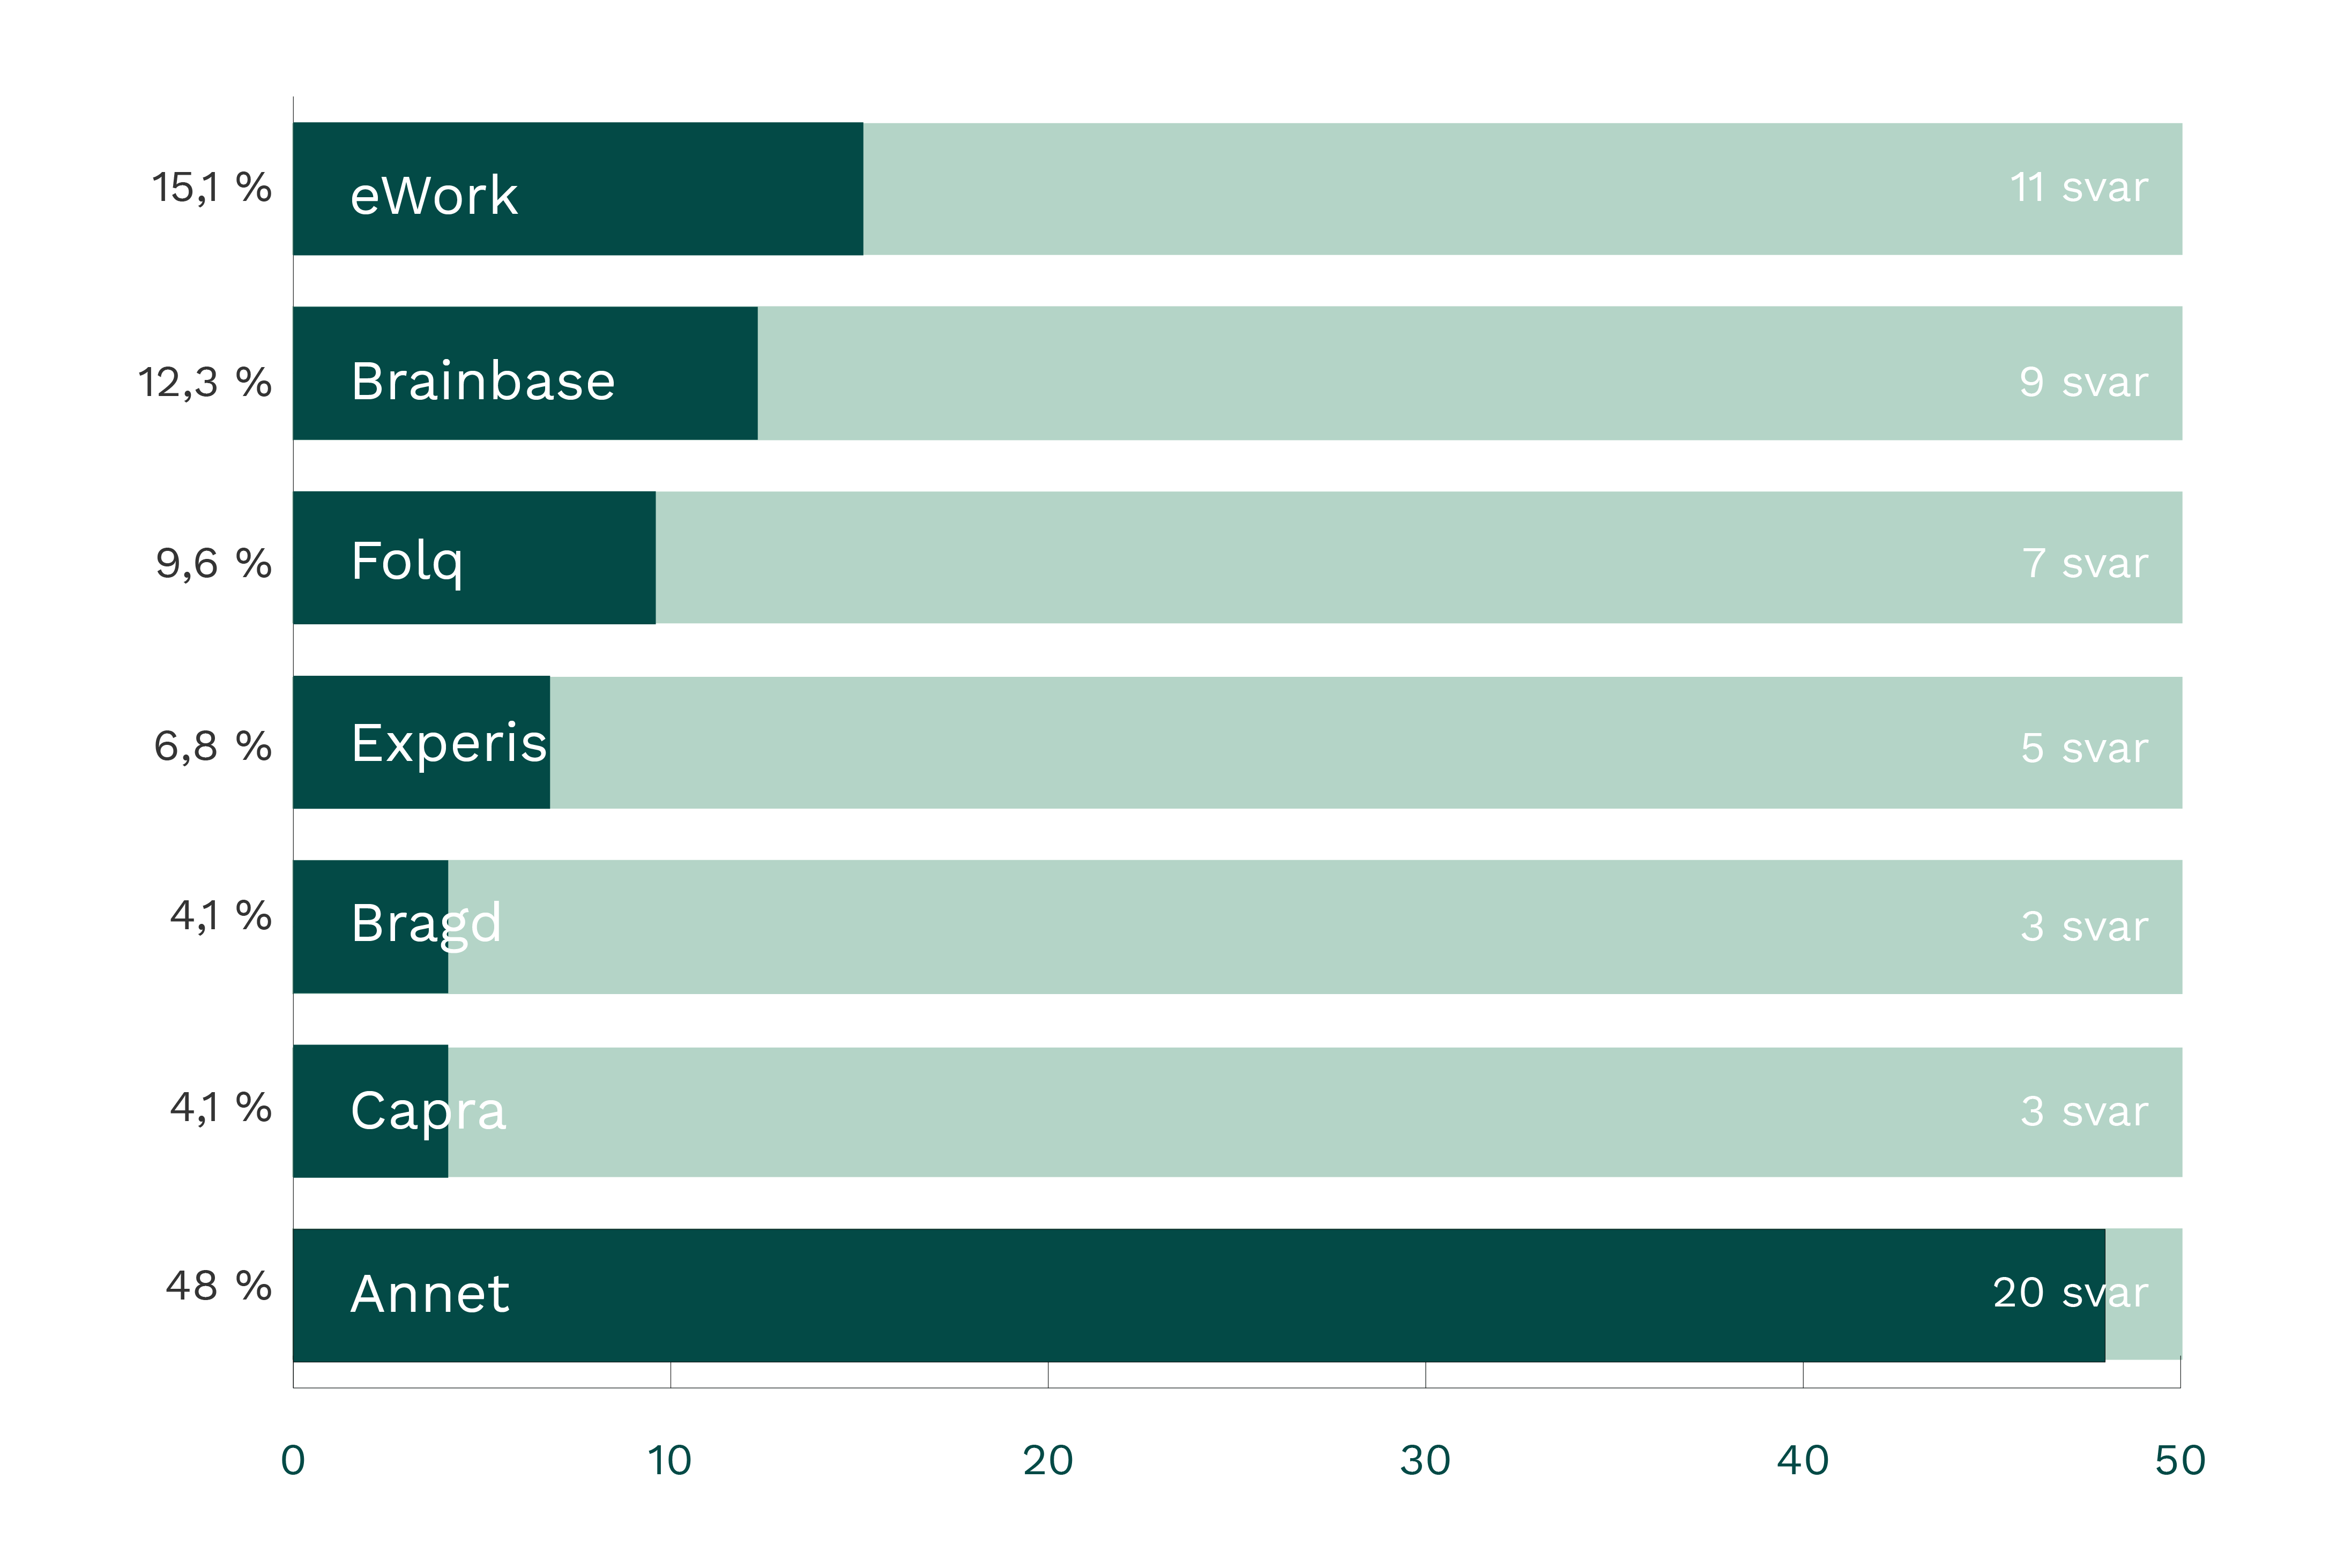 15,1 % eWork 11 svar
12,3 % Brainbase 9 svar
9,6 % Folq 7 svar
6,8 % Experis 5 svar
4,1 % Bragd 3 svar
4,1 % Capra 3 svar
48 % Annet 20 svar
0 10 20 30 40 50